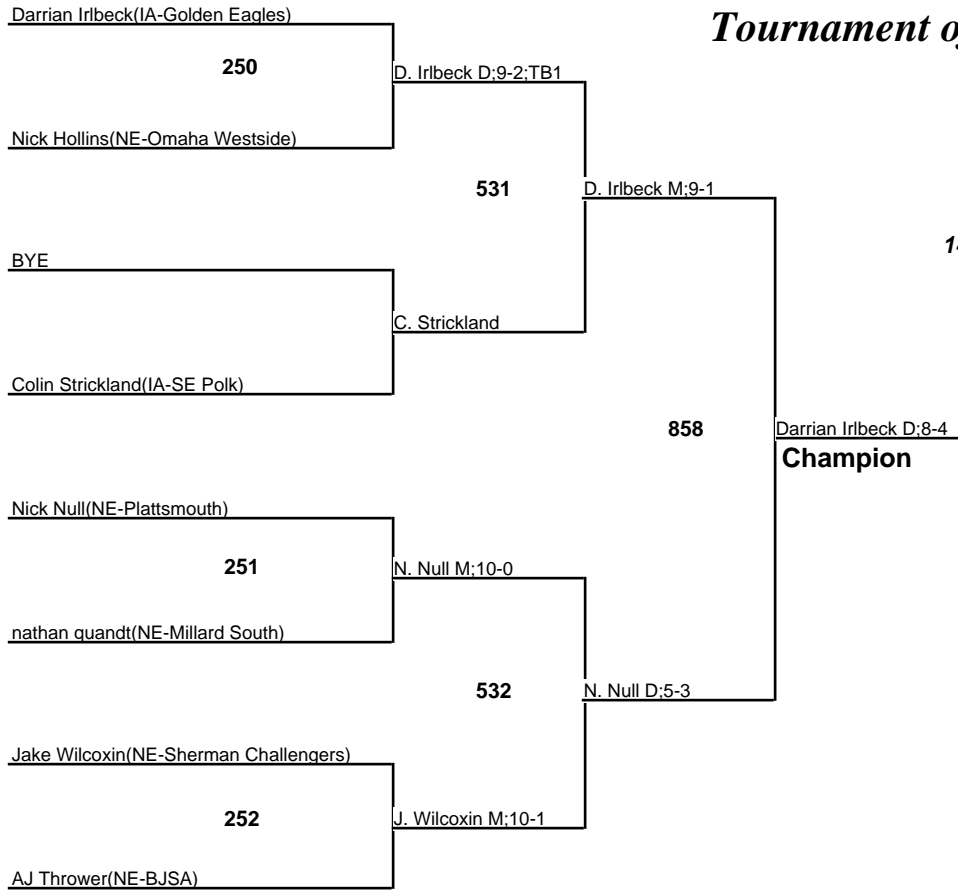 Darrian Irlbeck(IA-Golden Eagles)
Tournament o
250
D. Irlbeck D;9-2;TB1
Nick Hollins(NE-Omaha Westside)
531
D. Irlbeck M;9-1
1
BYE
C. Strickland
Colin Strickland(IA-SE Polk)
858
Darrian Irlbeck D;8-4
Champion
Nick Null(NE-Plattsmouth)
251
N. Null M;10-0
nathan quandt(NE-Millard South)
532
N. Null D;5-3
Jake Wilcoxin(NE-Sherman Challengers)
252
J. Wilcoxin M;10-1
AJ Thrower(NE-BJSA)